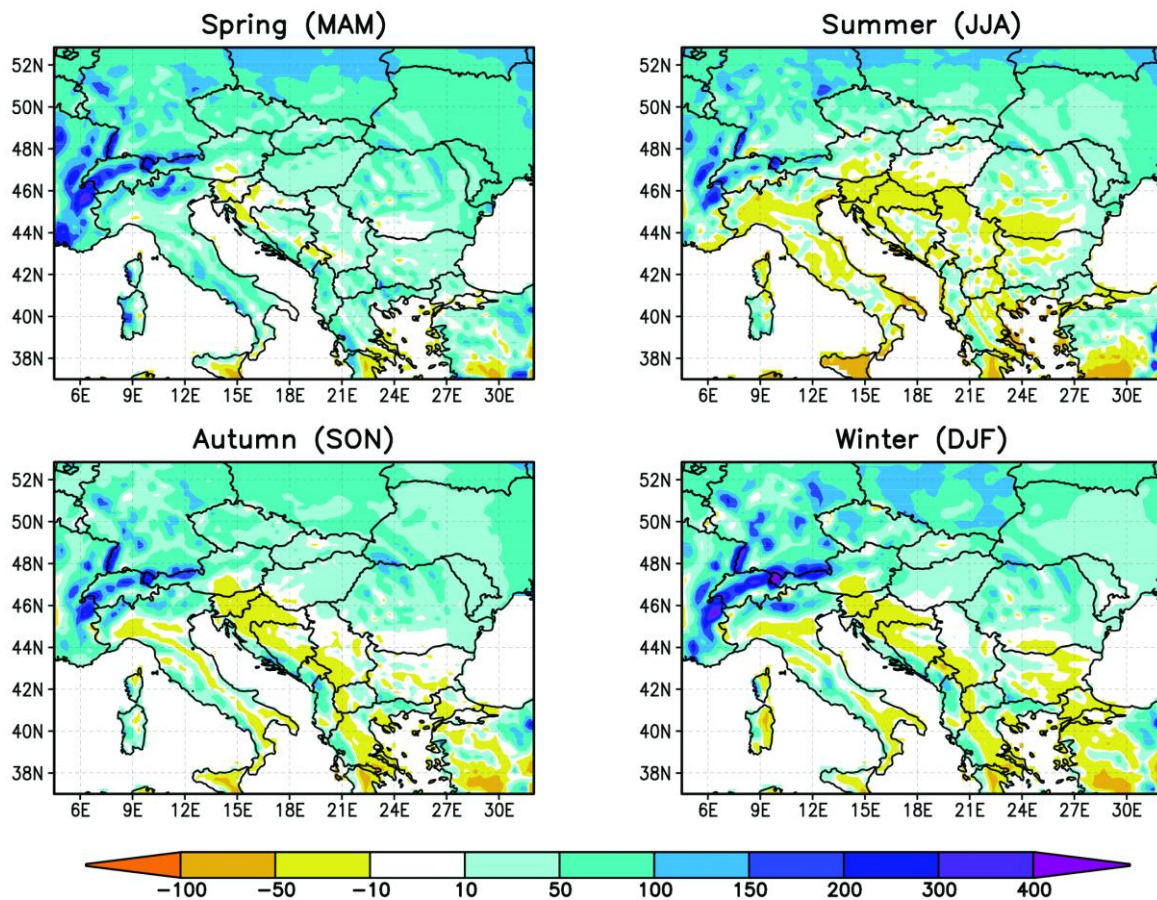 Spring (MAM)
52N
50N
48N
46N
44N
42N
40N
38N
6E 9E 12E 15E 18E 21E 24E 27E 30E
Summer (JJA)
52N
50N
48N
46N
44N
42N
40N
38N
6E 9E 12E 15E 18E 21E 24E 27E 30E
Autumn (SON)
52N
50N
48N
46N
44N
42N
40N
38N
6E 9E 12E 15E 18E 21E 24E 27E 30E
Winter (DJF)
52N
50N
48N
46N
44N
42N
40N
38N
6E 9E 12E 15E 18E 21E 24E 27E 30E
−100 −50 −10 10 50 100 150 200 300 400